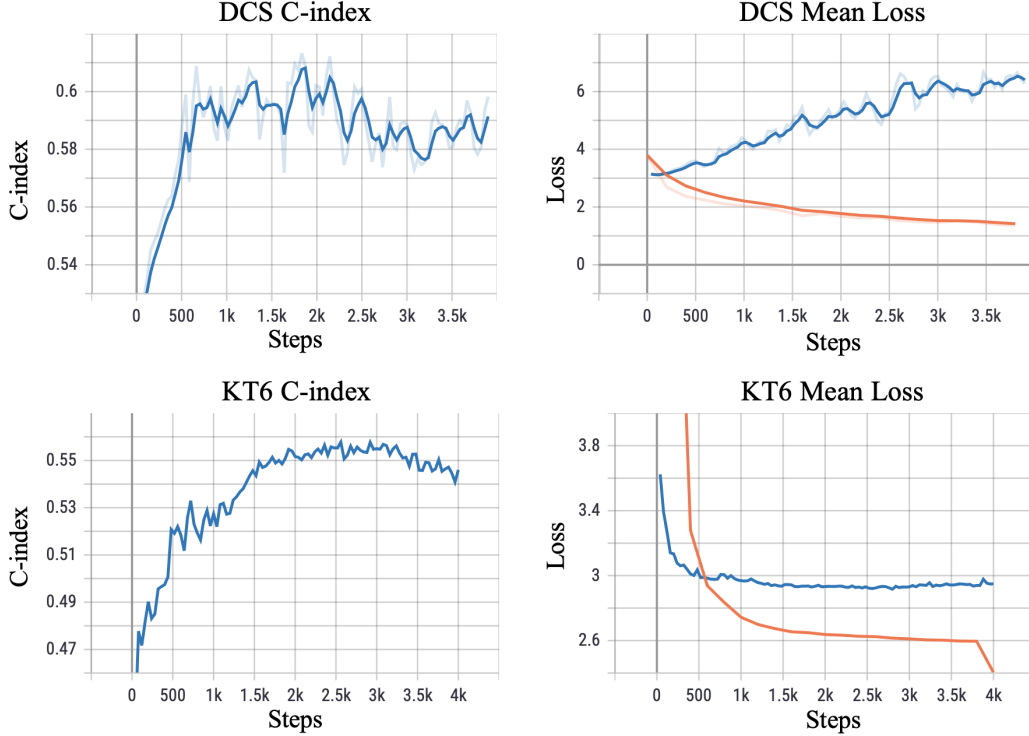 DCS C-index
C-index
0.6
0.58
0.56
0.54
0 500 1k 1.5k 2k 2.5k 3k 3.5k
Steps
DCS Mean Loss
Loss
6
4
2
0
0 500 1k 1.5k 2k 2.5k 3k 3.5k
Steps
KT6 C-index
C-index
0.55
0.53
0.51
0.49
0.47
0 500 1k 1.5k 2k 2.5k 3k 3.5k 4k
Steps
KT6 Mean Loss
Loss
3.8
3.4
3
2.6
0 500 1k 1.5k 2k 2.5k 3k 3.5k 4k
Steps